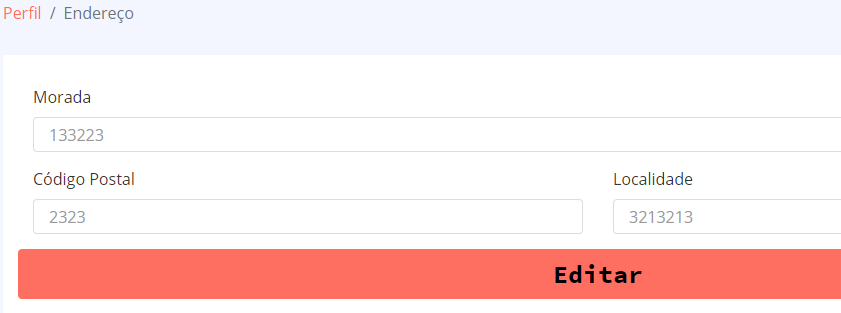 Perfil / Endereço
Morada
133223
Código Postal Localidade
2323 3213213
Editar